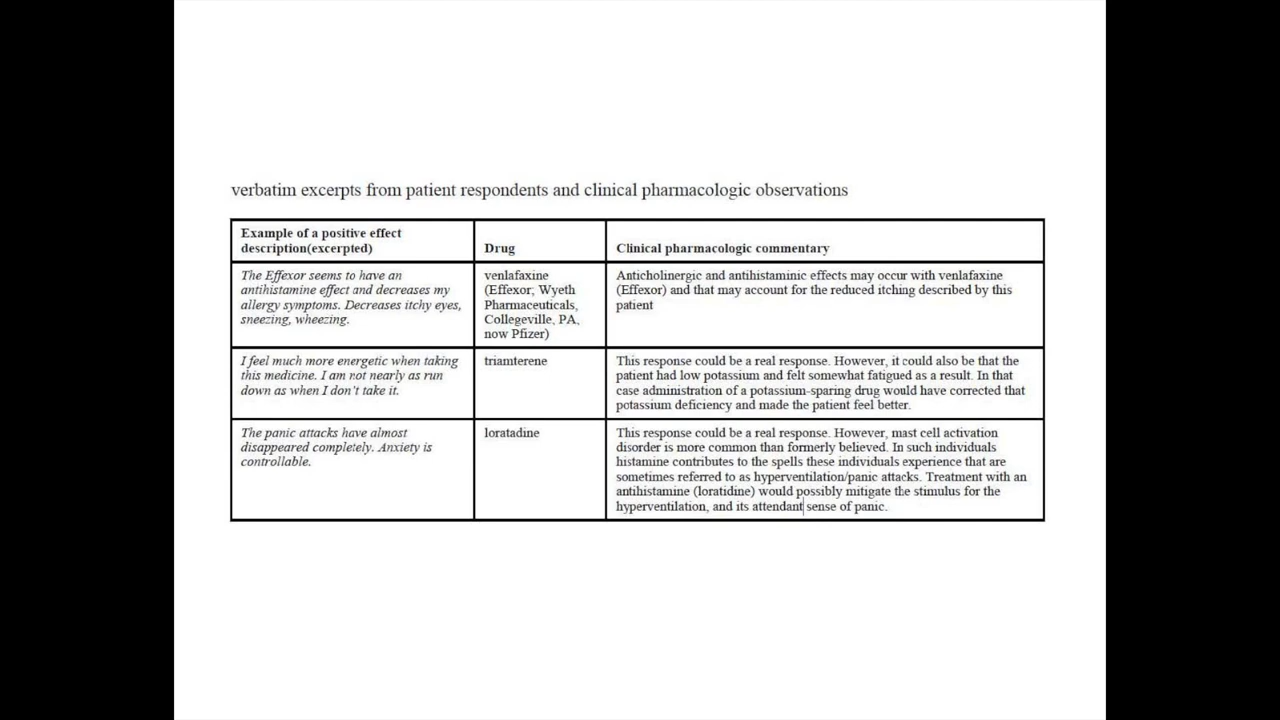 verbatim excerpts from patient respondents and clinical pharmacologic observations
Example of a positive effect
description(excerpted)
Drug
Clinical pharmacologic commentary
The Effexor seems to have an
antihistamine effect and decreases my
allergy symptoms. Decreases itchy eyes,
sneezing, wheezing.
venlafaxine
(Effexor; Wyeth
Pharmaceuticals,
Collegeville, PA,
now Pfizer)
Anticholinergic and antihistaminic effects may occur with venlafaxine
(Effexor) and that may account for the reduced itching described by this
patient
I feel much more energetic when taking
this medicine. I am not nearly as run
down as when I don't take it.
triamterene
This response could be a real response. However, it could also be that the
patient had low potassium and felt somewhat fatigued as a result. In that
case administration of a potassium-sparing drug would have corrected that
potassium deficiency and made the patient feel better.
The panic attacks have almost
disappeared completely. Anxiety is
controllable.
loratadine
This response could be a real response. However, mast cell activation
disorder is more common than formerly believed. In such individuals
histamine contributes to the spells these individuals experience that are
sometimes referred to as hyperventilation/panic attacks. Treatment with an
antihistamine (loratidine) would possibly mitigate the stimulus for the
hyperventilation, and its attendant sense of panic.